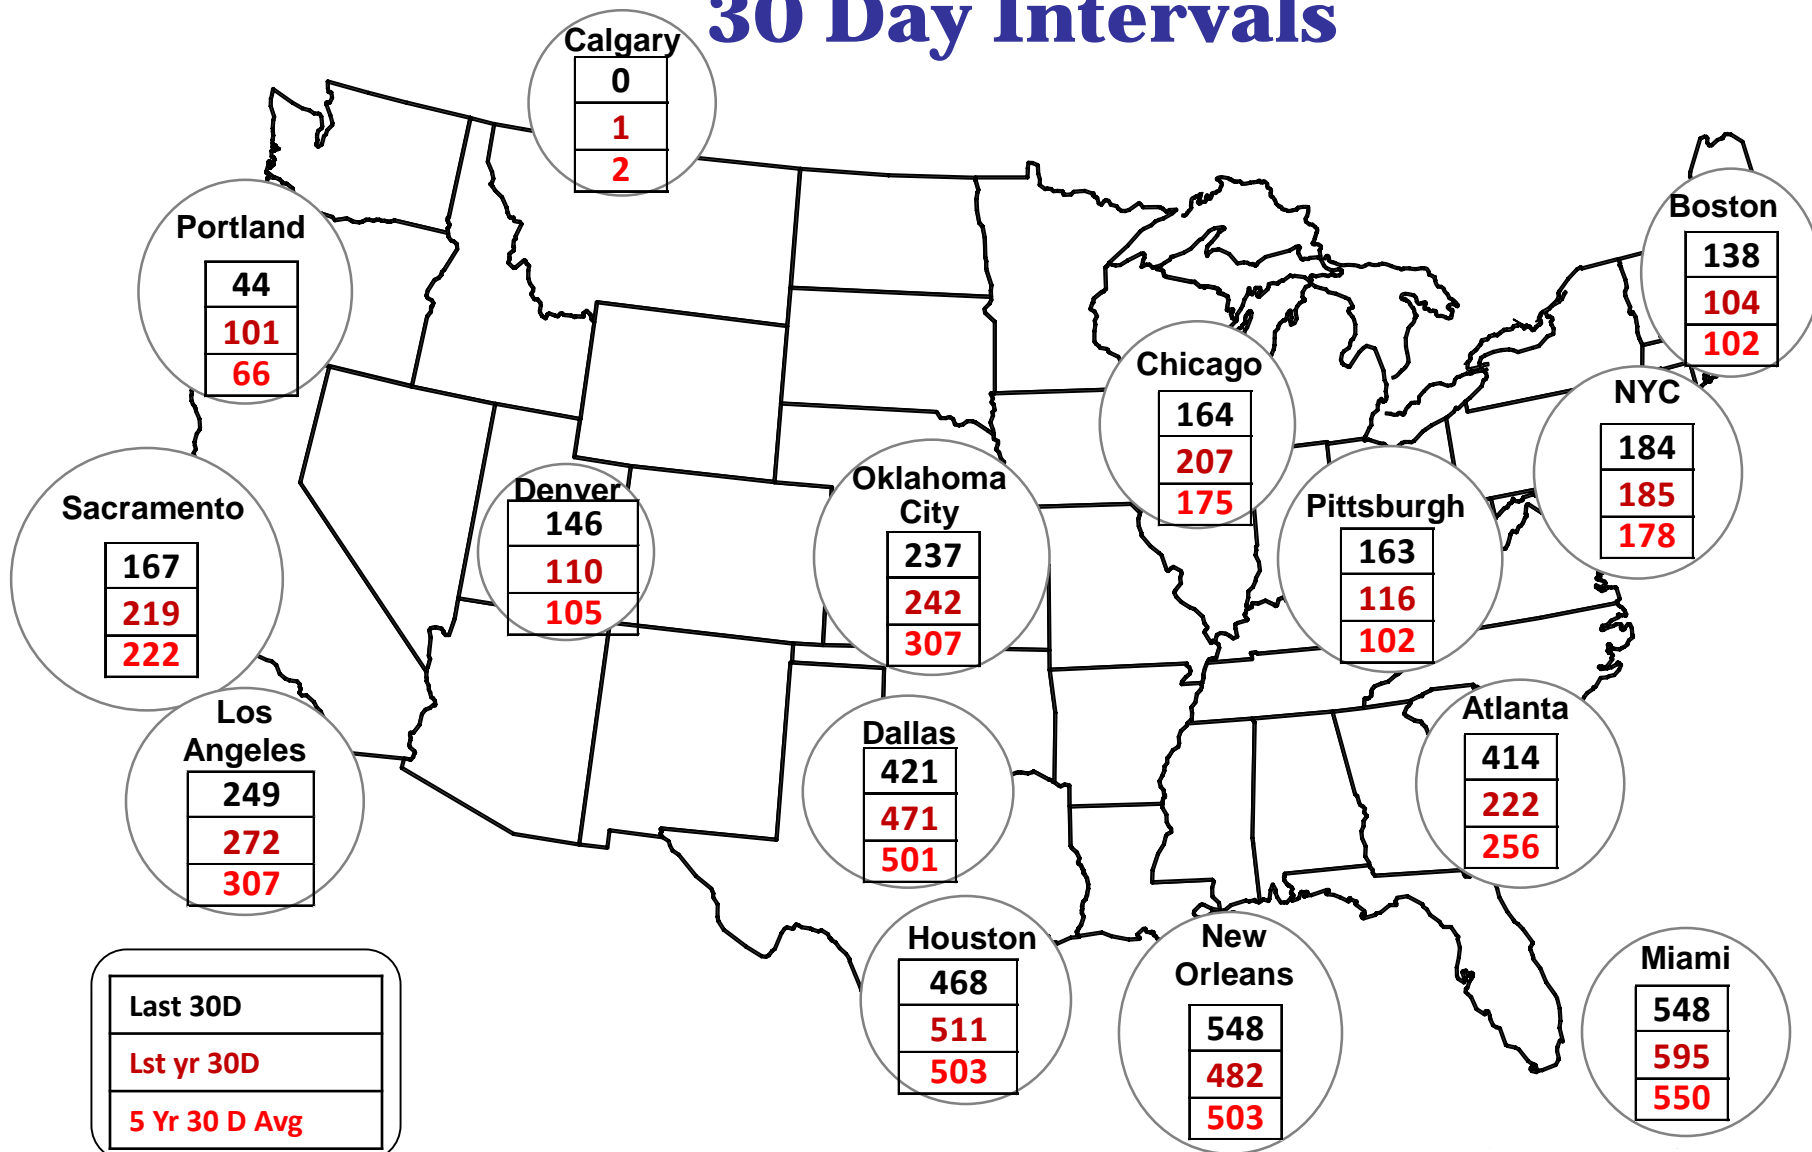 30 Day Intervals
Calgary
0
1
2
Portland
44
101
66
Boston
138
104
102
Chicago
164
207
175
NYC
184
185
178
Sacramento
167
219
222
Denver
146
110
105
Oklahoma
City
237
242
307
Pittsburgh
163
116
102
Los
Angeles
249
272
307
Dallas
421
471
501
Atlanta
414
222
256
Houston
468
511
503
New
Orleans
548
482
503
Miami
548
595
550
Last 30D
Lst yr 30D
5 Yr 30 D Avg